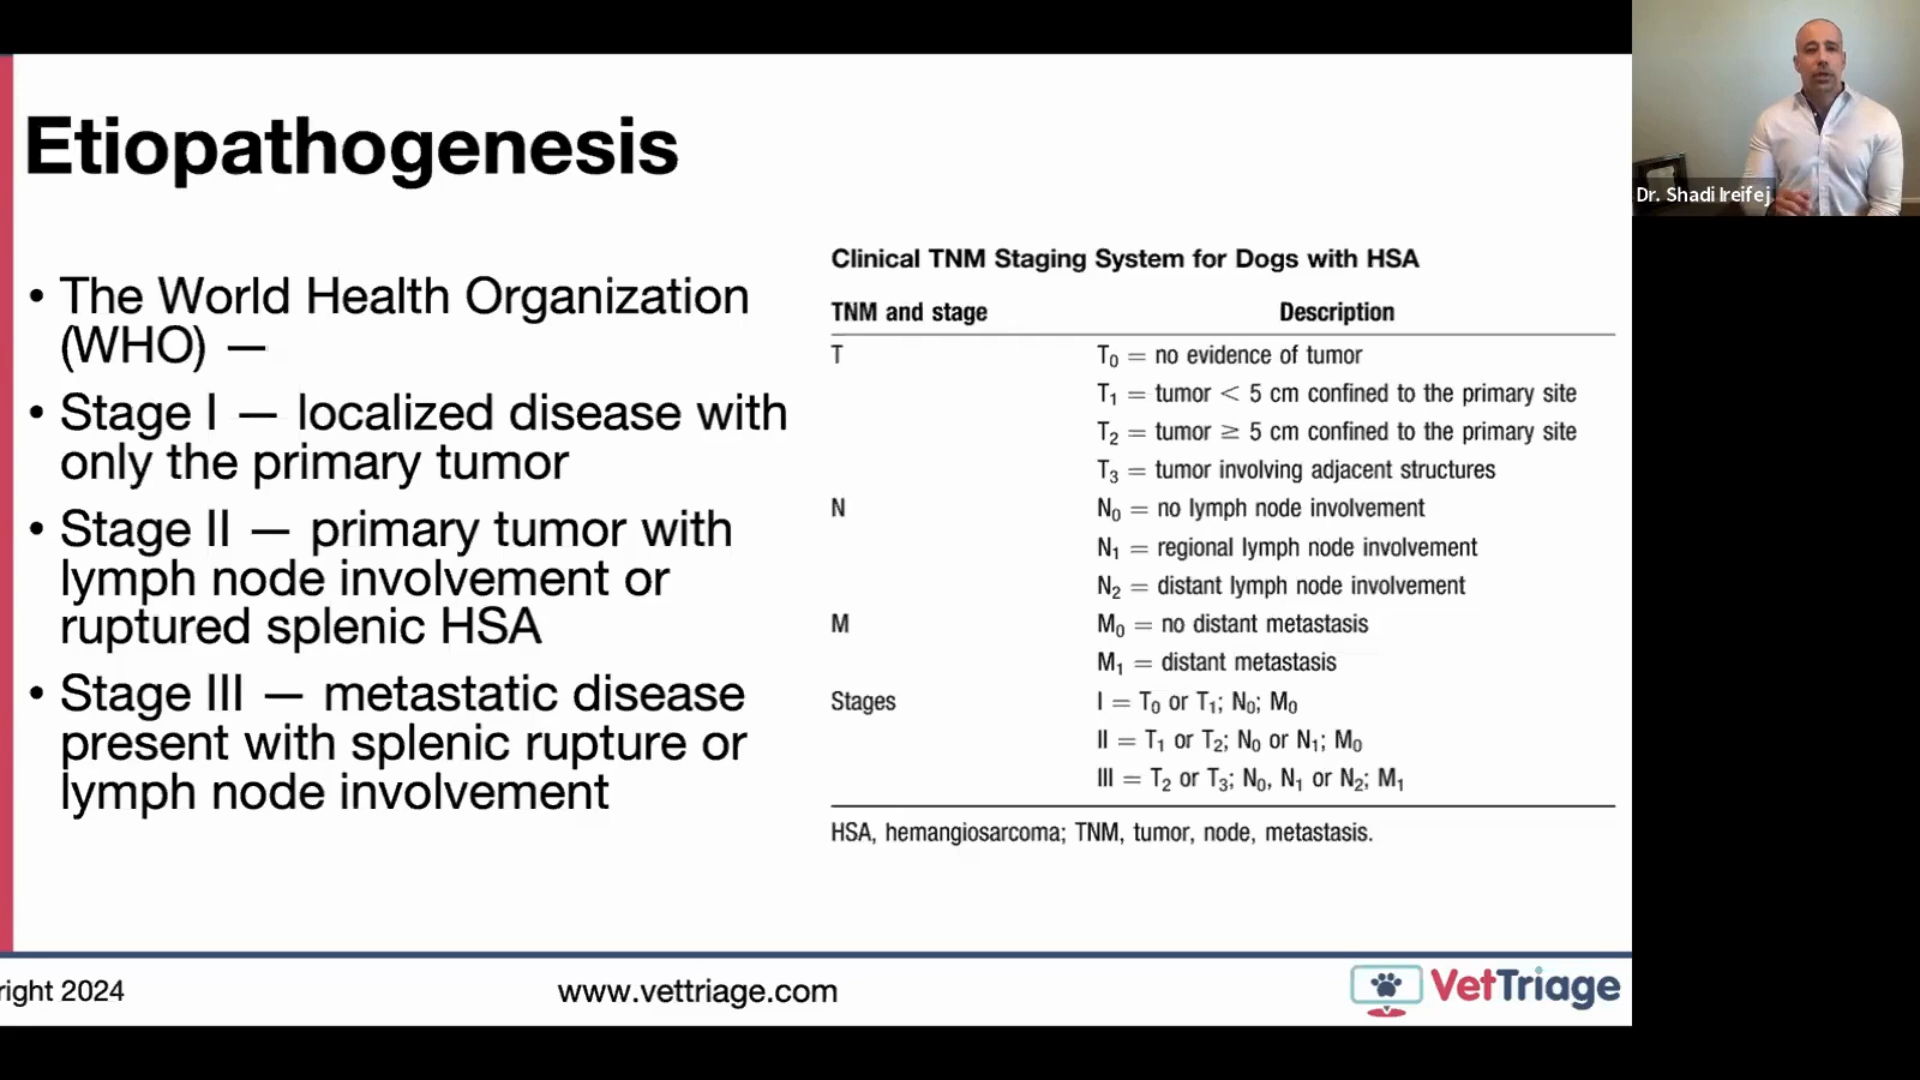 Etiopathogenesis
• The World Health Organization
(WHO) —
• Stage I — localized disease with
only the primary tumor
• Stage II — primary tumor with
lymph node involvement or
ruptured splenic HSA
• Stage III — metastatic disease
present with splenic rupture or
lymph node involvement
Clinical TNM Staging System for Dogs with HSA
TNM and stage Description
T T₀ = no evidence of tumor
T₁ = tumor < 5 cm confined to the primary site
T₂ = tumor ≥ 5 cm confined to the primary site
T₃ = tumor involving adjacent structures
N N₀ = no lymph node involvement
N₁ = regional lymph node involvement
N₂ = distant lymph node involvement
M M₀ = no distant metastasis
M₁ = distant metastasis
Stages I = T₀ or T₁; N₀; M₀
II = T₁ or T₂; N₀ or N₁; M₀
III = T₂ or T₃; N₀, N₁ or N₂; M₁
HSA, hemangiosarcoma; TNM, tumor, node, metastasis.
Dr. Shadi Ireifej
right 2024
www.vettriage.com
VetTriage